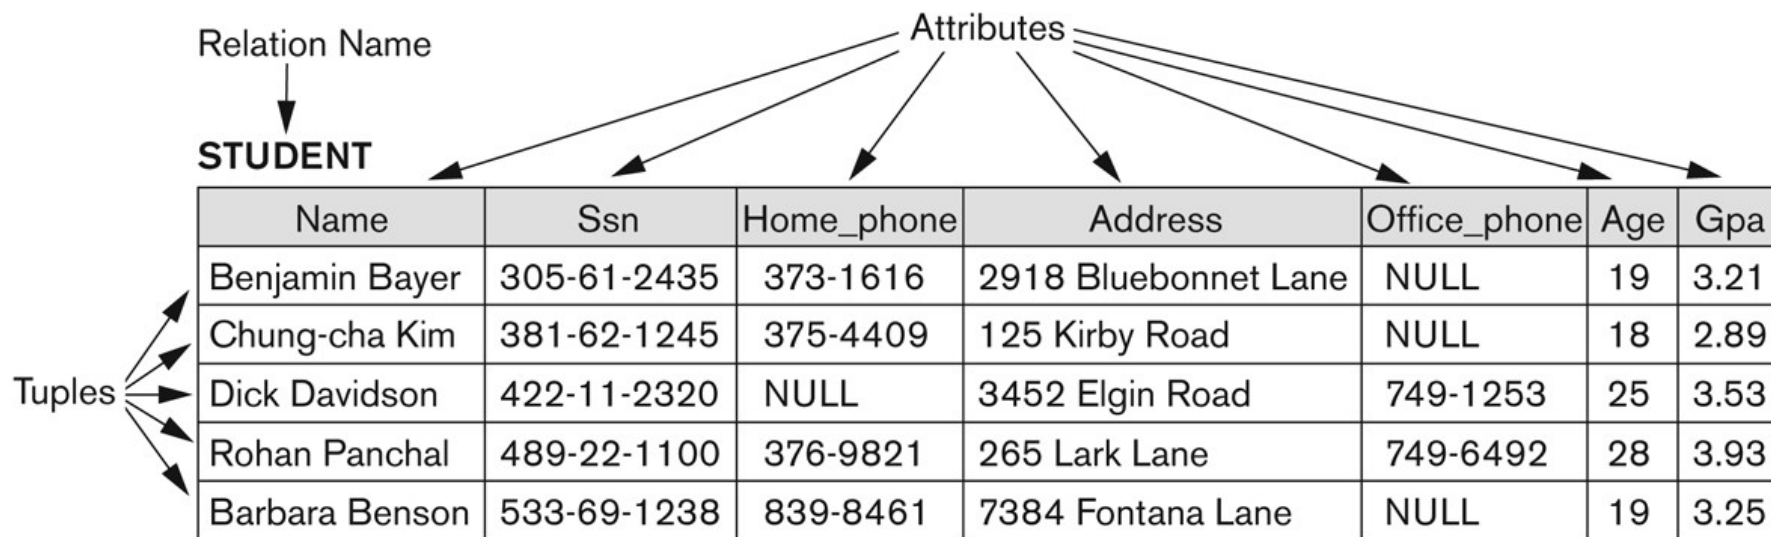 Attributes
Relation Name
STUDENT
Name Ssn Home_phone Address Office_phone Age Gpa
Benjamin Bayer 305-61-2435 373-1616 2918 Bluebonnet Lane NULL 19 3.21
Chung-cha Kim 381-62-1245 375-4409 125 Kirby Road NULL 18 2.89
Tuples Dick Davidson 422-11-2320 NULL 3452 Elgin Road 749-1253 25 3.53
Rohan Panchal 489-22-1100 376-9821 265 Lark Lane 749-6492 28 3.93
Barbara Benson 533-69-1238 839-8461 7384 Fontana Lane NULL 19 3.25